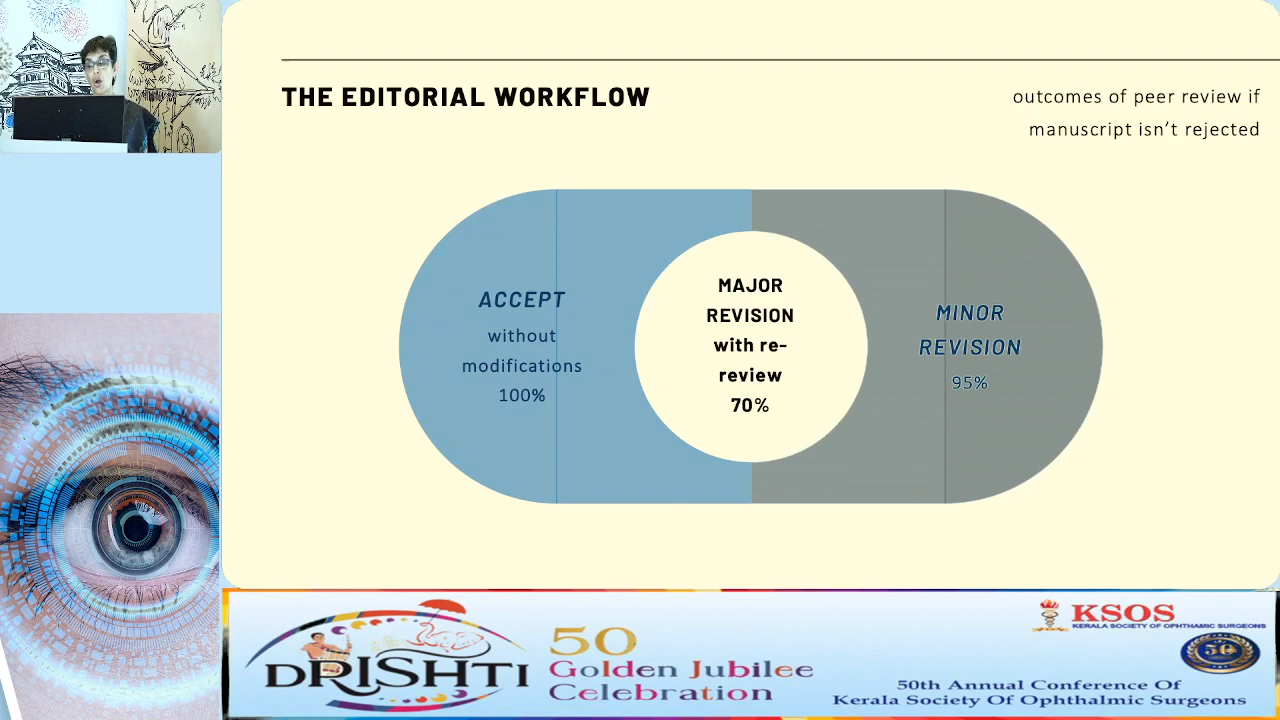 THE EDITORIAL WORKFLOW
outcomes of peer review if
manuscript isn't rejected
ACCEPT
without
modifications
100%
MAJOR
REVISION
with re-
review
70%
MINOR
REVISION
95%
DRISHTI
50
Golden Jubilee
Celebration
KSOS
KERALA SOCIETY OF OPHTHAMIC SURGEONS
50
50th Annual Conference Of
Kerala Society Of Ophthalmic Surgeons